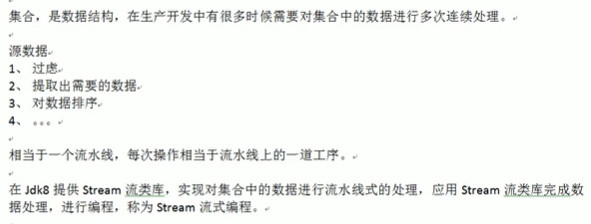 集合，是数据结构，在生产开发中有很多时候需要对集合中的数据进行多次连续处理。
源数据
1、 过虑
2、 提取出需要的数据
3、 对数据排序
4、 。。。
相当于一个流水线，每次操作相当于流水线上的一道工序。
在 Jdk8 提供 Stream 流类库，实现对集合中的数据进行流水线式的处理，应用 Stream 流类库完成数
据处理，进行编程，称为 Stream 流式编程。